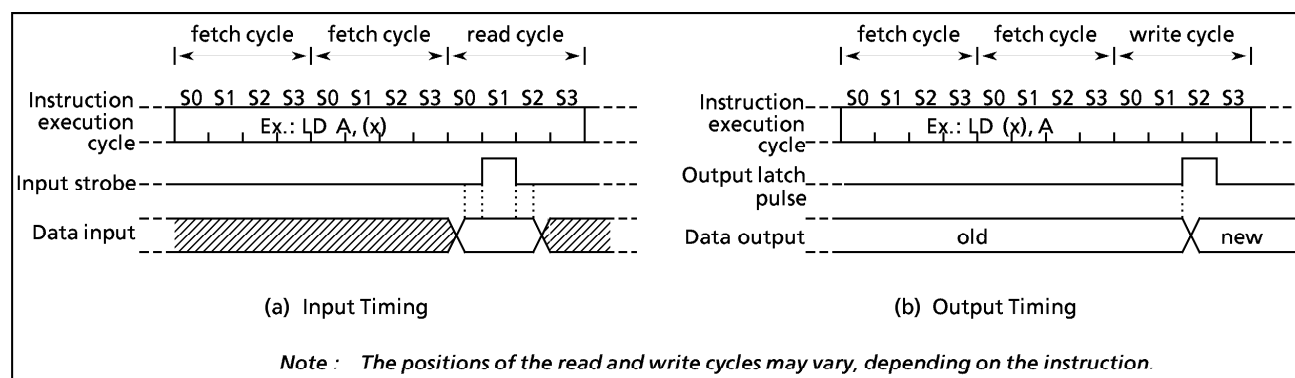 fetch cycle fetch cycle read cycle
S0 S1 S2 S3 S0 S1 S2 S3 S0 S1 S2 S3
Instruction
execution
cycle
Ex.: LD A, (x)
Input strobe
Data input
(a) Input Timing
fetch cycle fetch cycle write cycle
S0 S1 S2 S3 S0 S1 S2 S3 S0 S1 S2 S3
Instruction
execution
cycle
Ex.: LD (x), A
Output latch
pulse
Data output
old
new
(b) Output Timing
Note : The positions of the read and write cycles may vary, depending on the instruction.